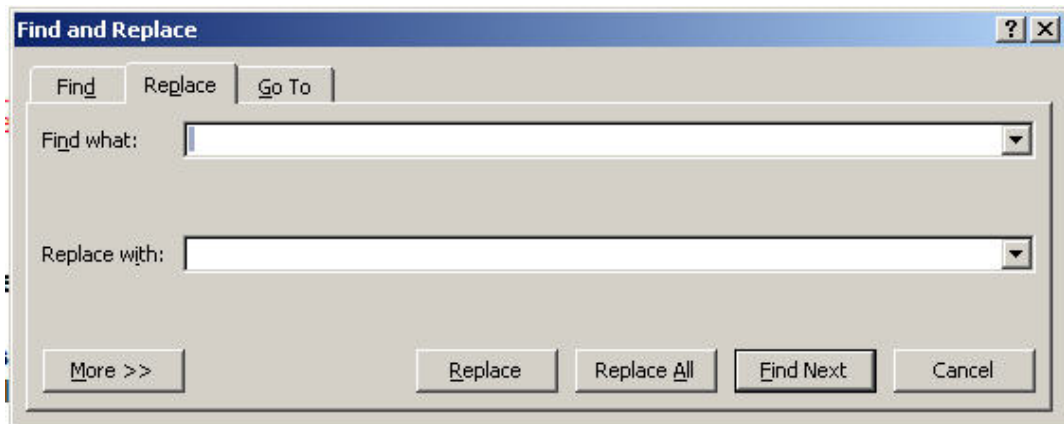 Find and Replace
Find Replace Go To
Find what:
Replace with:
More >> Replace Replace All Find Next Cancel